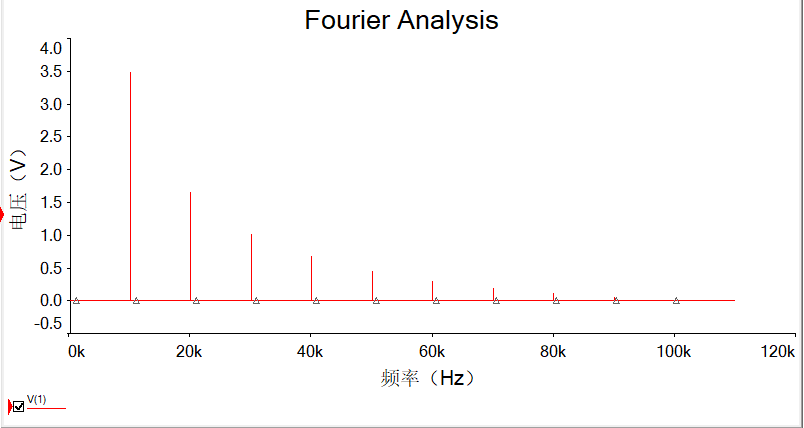 Fourier Analysis
4.0
3.5
3.0
2.5
2.0
1.5
1.0
0.5
0.0
-0.5
电压（V）
0k 20k 40k 60k 80k 100k 120k
频率（Hz）
V(1)